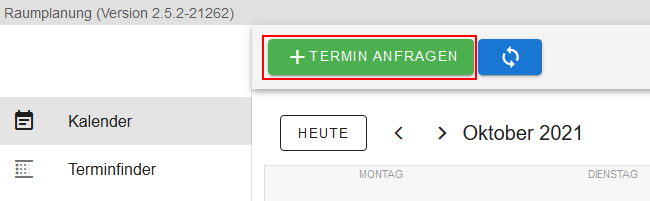 Raumplanung (Version 2.5.2-21262)
TERMIN ANFRAGEN
Kalender
Terminfinder
HEUTE
Oktober 2021
MONTAG
DIENSTAG